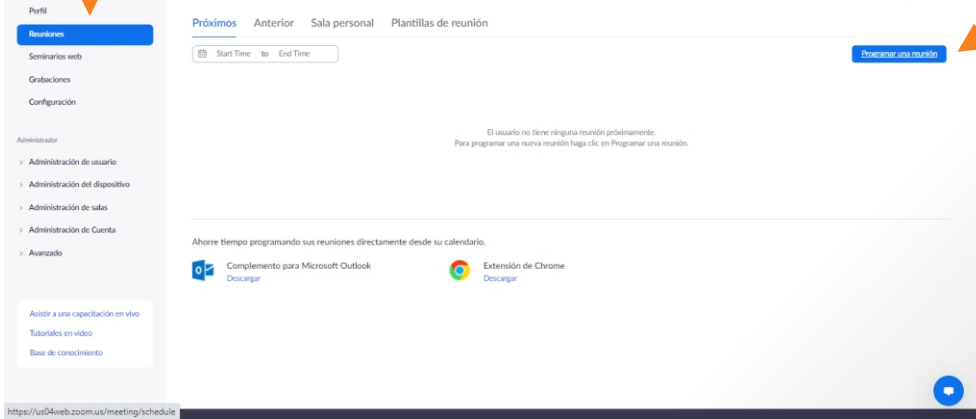 Perfil
Reuniones
Seminarios web
Grabaciones
Configuración
Administrador
Administración de usuario
Administración del dispositivo
Administración de salas
Administración de Cuenta
Avanzado
Asistir a una capacitación en vivo
Tutoriales en video
Base de conocimiento
Próximos Anterior Sala personal Plantillas de reunión
Start Time to End Time
Programar una reunión
El usuario no tiene ninguna reunión próximamente.
Para programar una nueva reunión haga clic en Programar una reunión.
Ahorre tiempo programando sus reuniones directamente desde su calendario.
Complemento para Microsoft Outlook
Descargar
Extensión de Chrome
Descargar
https://us04web.zoom.us/meeting/schedule